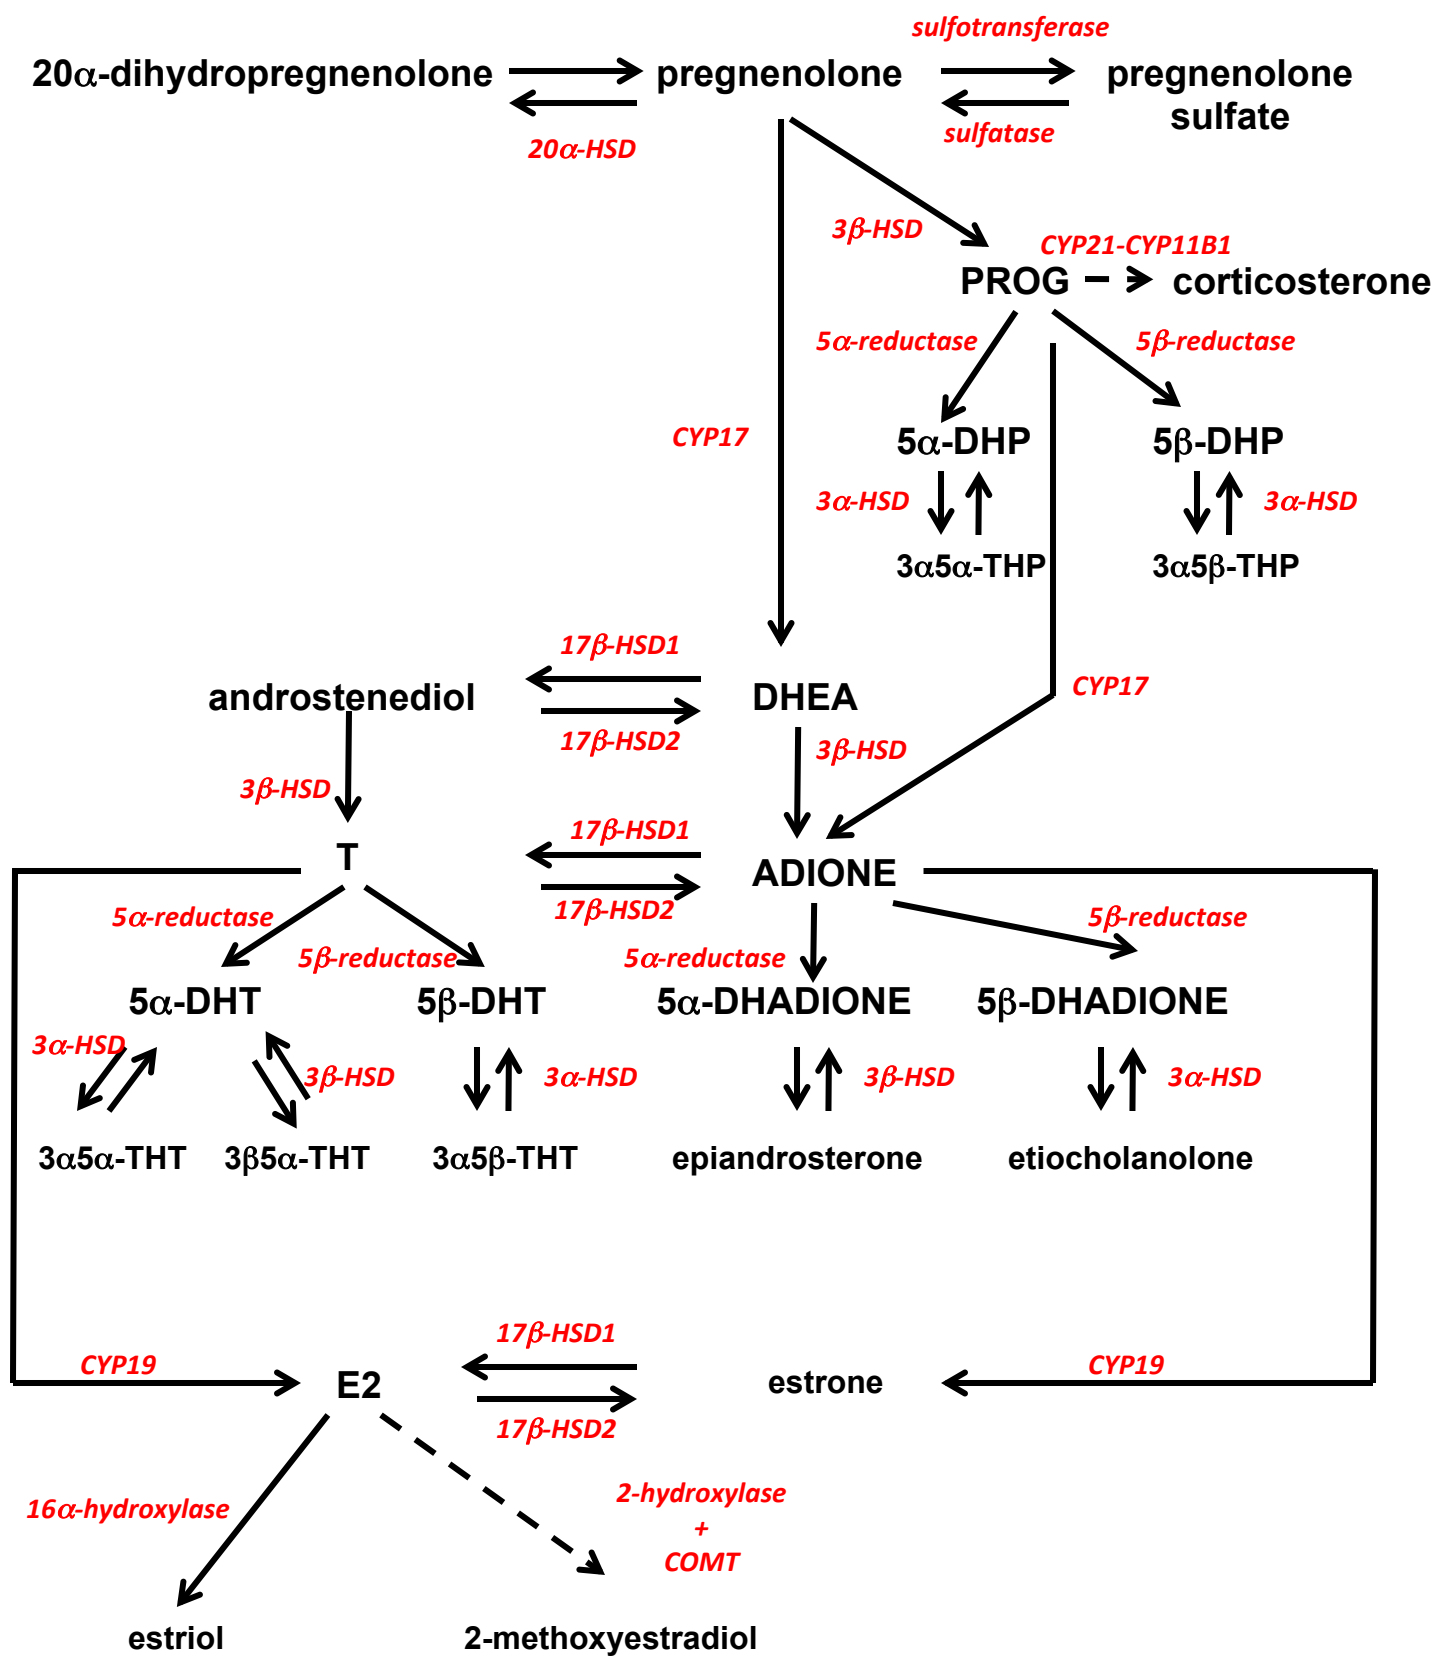 sulfotransferase
20α-dihydropregnenolone
pregnenolone
pregnenolone
sulfate
20α-HSD
sulfatase
3β-HSD
CYP21-CYP11B1
PROG
corticosterone
5α-reductase
5β-reductase
CYP17
5α-DHP
5β-DHP
3α-HSD
3α-HSD
3α5α-THP
3α5β-THP
17β-HSD1
androstenediol
DHEA
CYP17
17β-HSD2
3β-HSD
3β-HSD
17β-HSD1
T
ADIONE
17β-HSD2
5α-reductase
5β-reductase
5β-reductase
5α-reductase
5α-DHT
5β-DHT
5α-DHADIONE
5β-DHADIONE
3α-HSD
3β-HSD
3α-HSD
3β-HSD
3α-HSD
3α5α-THT
3β5α-THT
3α5β-THT
epiandrosterone
etiocholanolone
17β-HSD1
CYP19
E2
estrone
CYP19
17β-HSD2
16α-hydroxylase
2-hydroxylase
+
COMT
estriol
2-methoxyestradiol